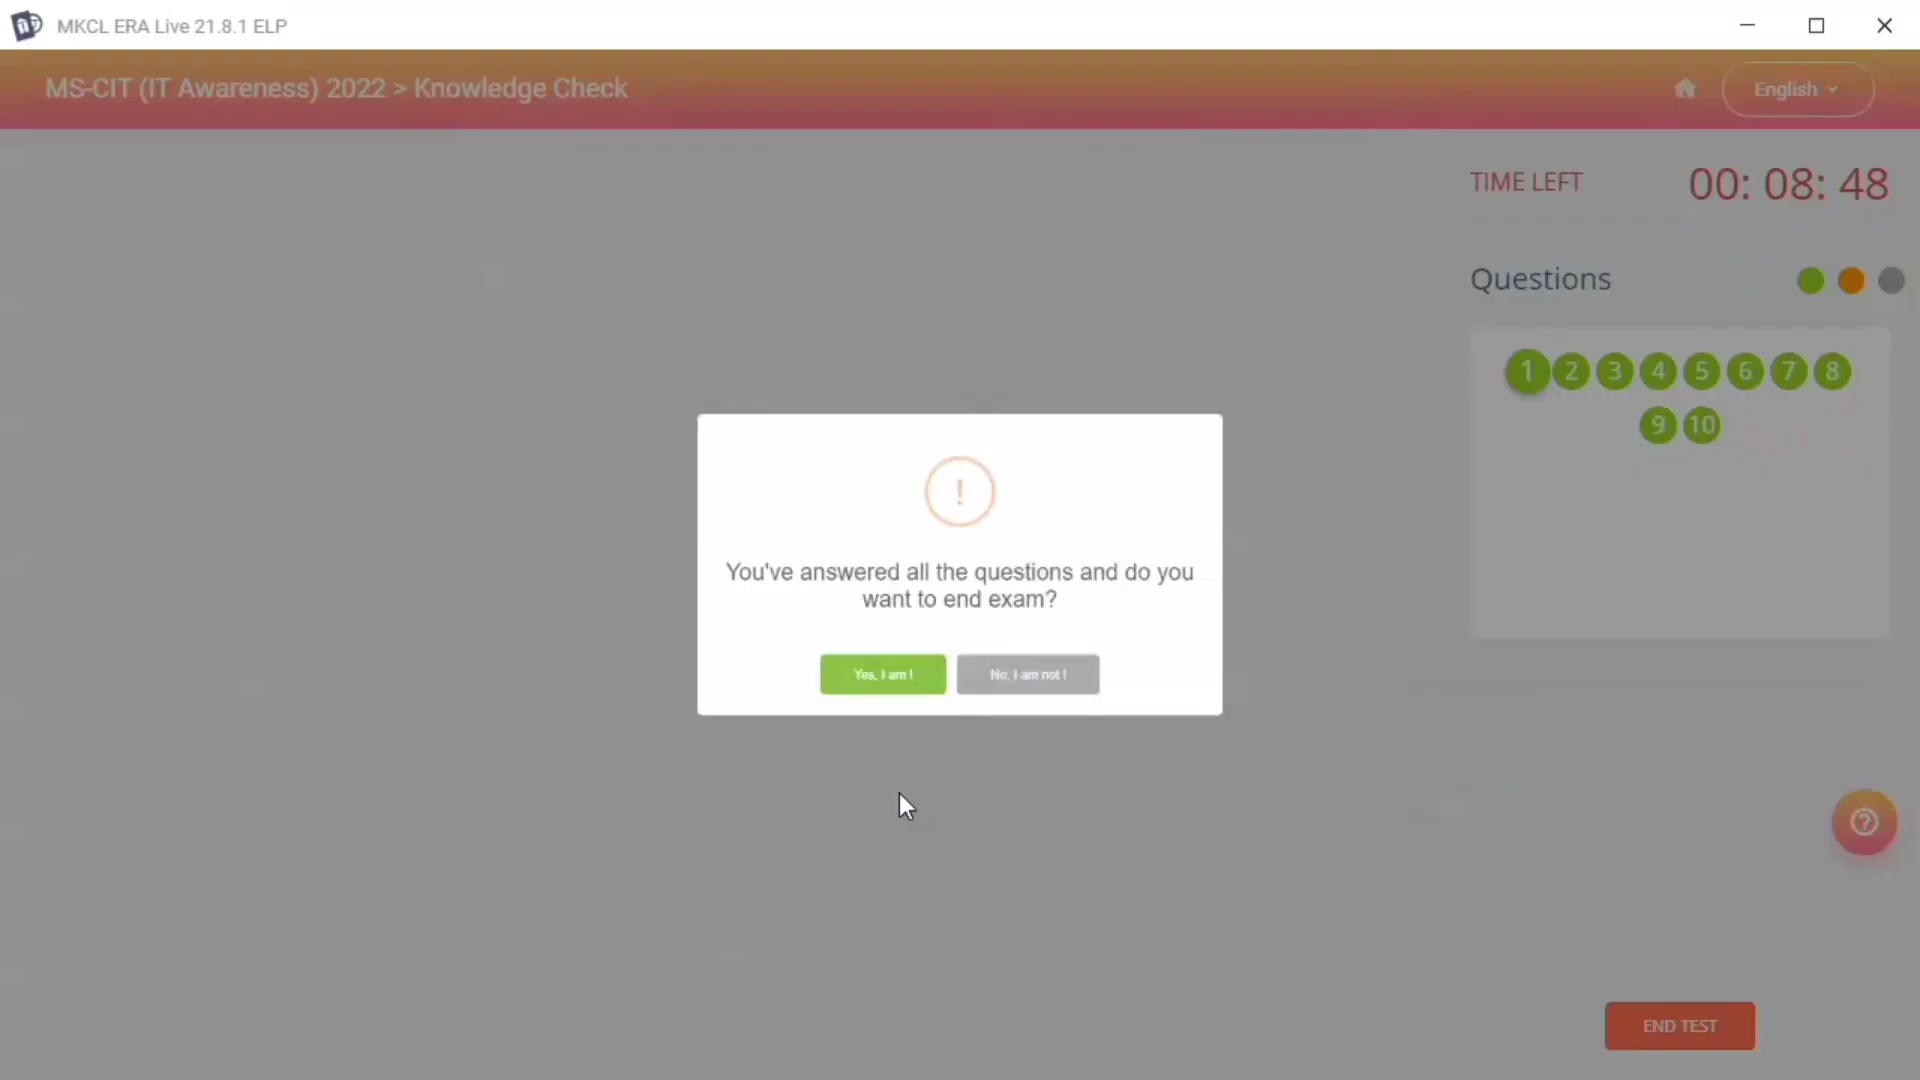 MKCL ERA Live 21.8.1 ELP
MS-CIT (IT Awareness) 2022 > Knowledge Check
English
TIME LEFT 00: 08: 48
Questions
1 2 3 4 5 6 7 8
9 10
!
You've answered all the questions and do you
want to end exam?
Yes, I am ! No, I am not !
?
END TEST